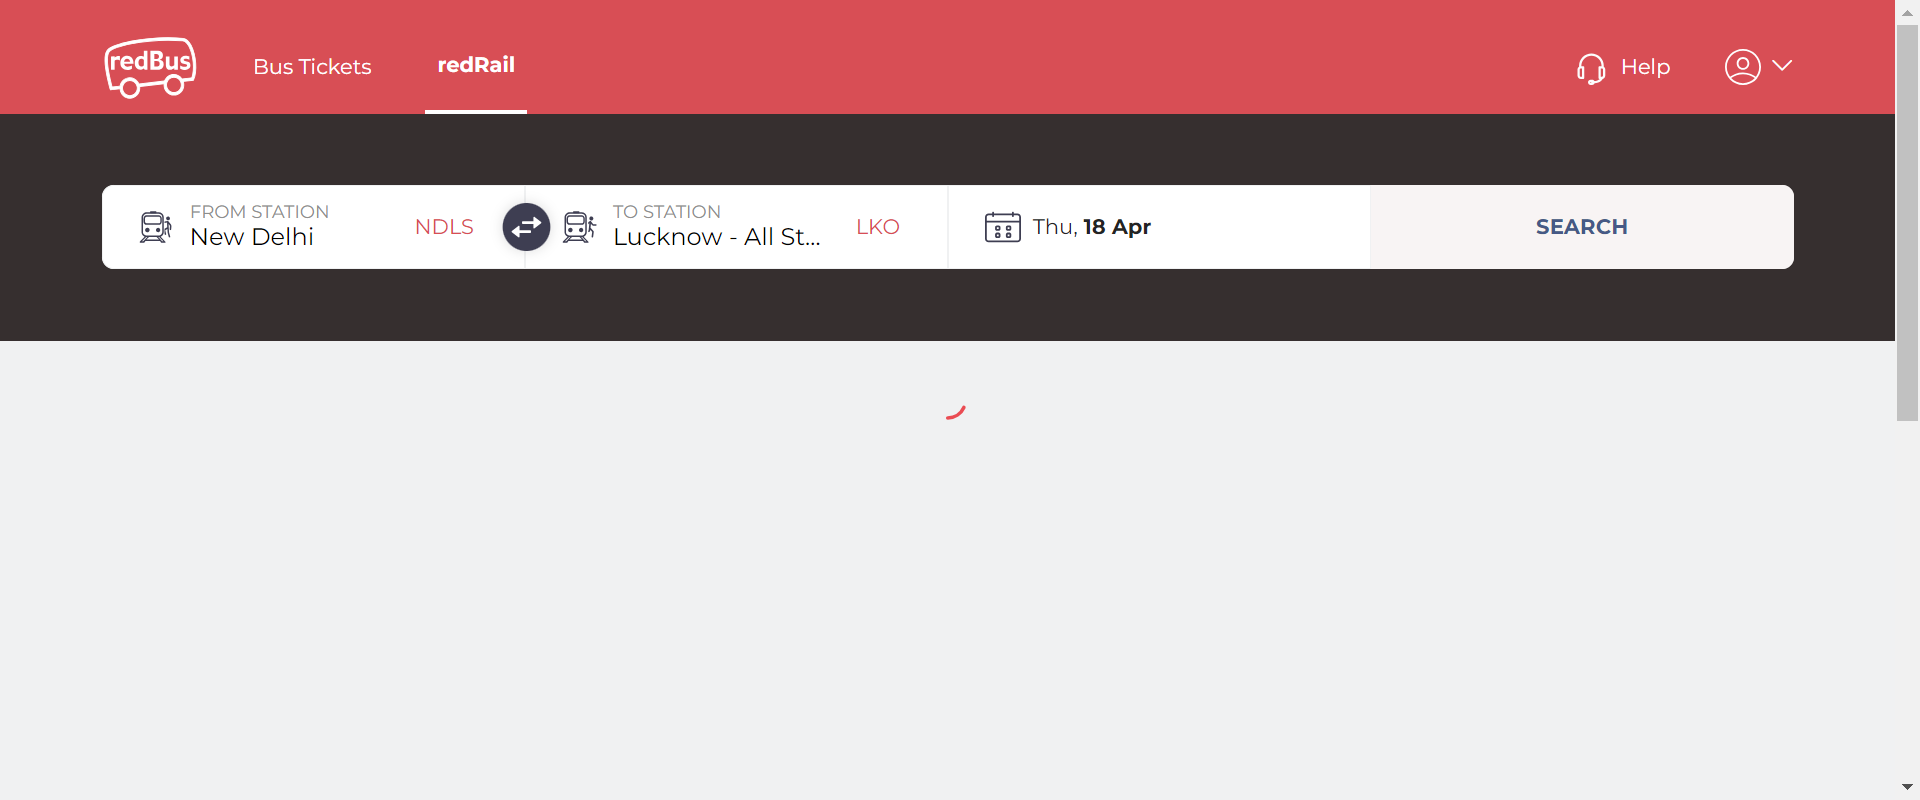 redBus
Bus Tickets
redRail
Help
FROM STATION
New Delhi
NDLS
TO STATION
Lucknow - All St...
LKO
Thu, 18 Apr
SEARCH